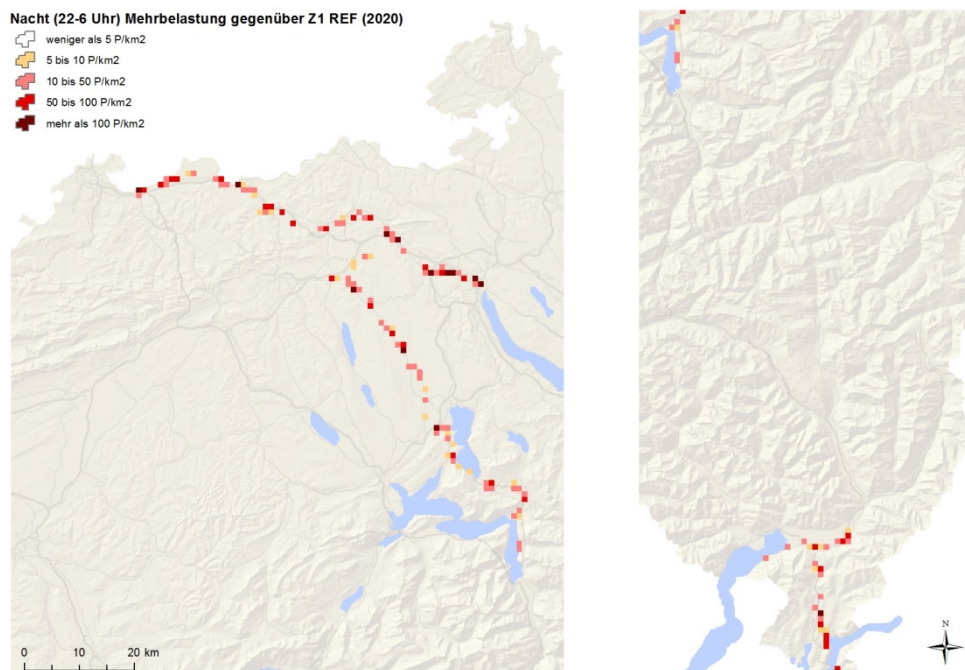 Nacht (22-6 Uhr) Mehrbelastung gegenüber Z1 REF (2020)
weniger als 5 P/km2
5 bis 10 P/km2
10 bis 50 P/km2
50 bis 100 P/km2
mehr als 100 P/km2
0 10 20 km
N